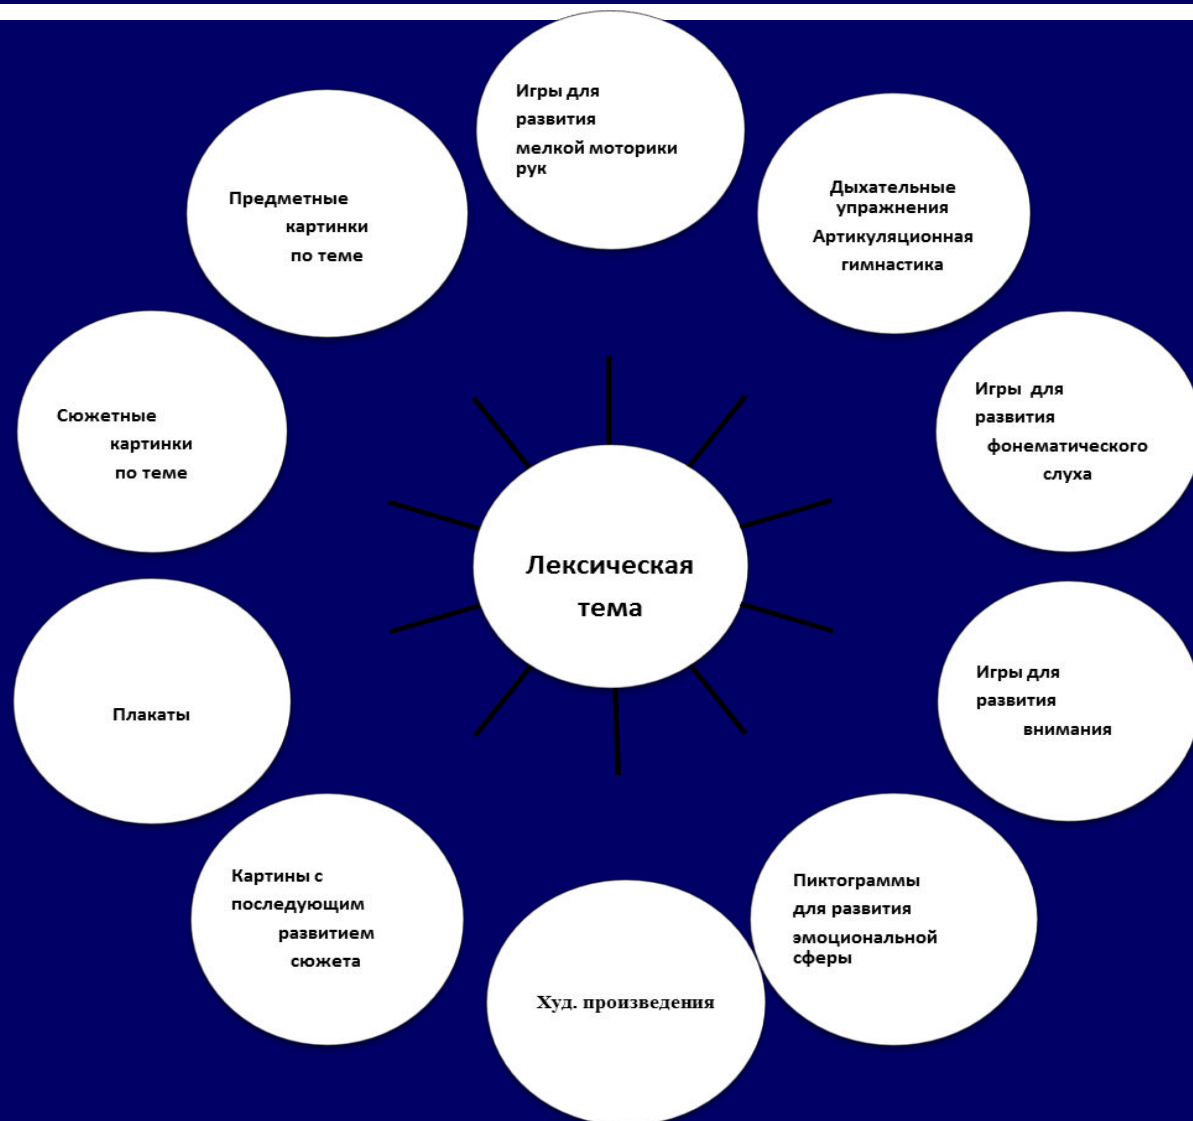 Игры для
развития
мелкой моторики
рук
Предметные
картинки
по теме
Дыхательные
упражнения
Артикуляционная
гимнастика
Сюжетные
картинки
по теме
Игры для
развития
фонематического
слуха
Лексическая
тема
Плакаты
Игры для
развития
внимания
Картины с
последующим
развитием
сюжета
Пиктограммы
для развития
эмоциональной
сферы
Худ. произведения